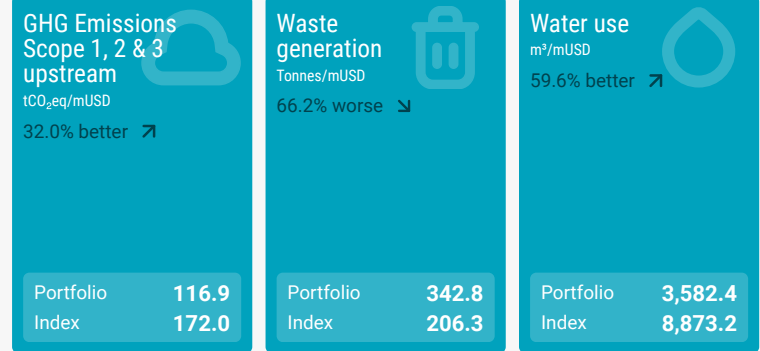 GHG Emissions
Scope 1, 2 & 3
upstream
tCO₂eq/mUSD
32.0% better
Portfolio 116.9
Index 172.0
Waste
generation
Tonnes/mUSD
66.2% worse
Portfolio 342.8
Index 206.3
Water use
m³/mUSD
59.6% better
Portfolio 3,582.4
Index 8,873.2